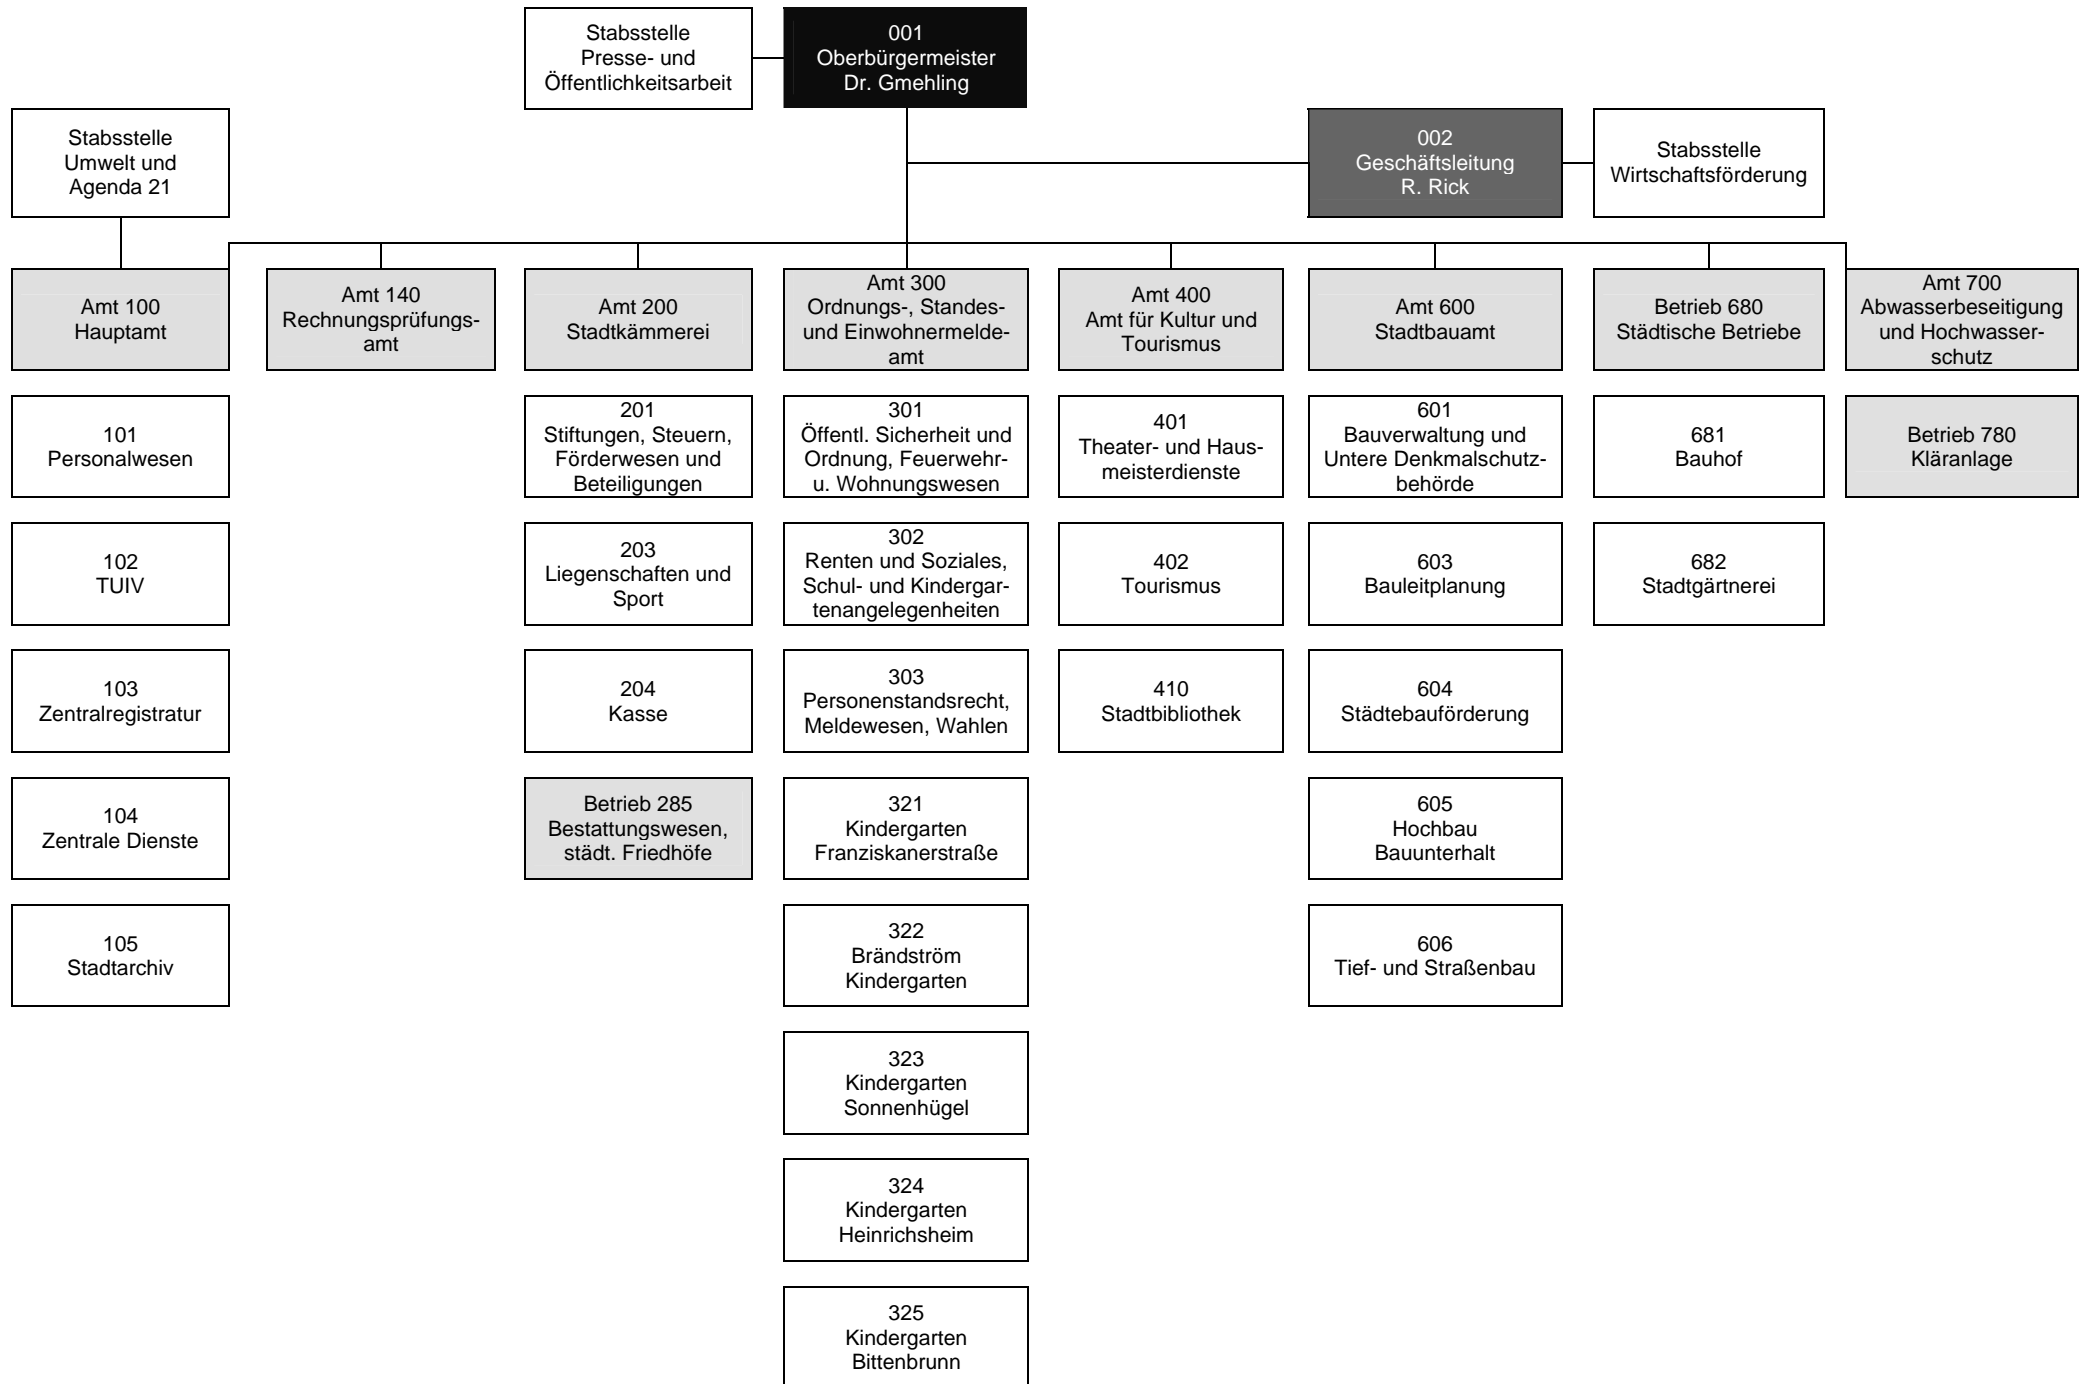 Stabsstelle
Presse- und
Öffentlichkeitsarbeit
001
Oberbürgermeister
Dr. Gmehling
Stabsstelle
Umwelt und
Agenda 21
002
Geschäftsleitung
R. Rick
Stabsstelle
Wirtschaftsförderung
Amt 100
Hauptamt
Amt 140
Rechnungsprüfungs-
amt
Amt 200
Stadtkämmerei
Amt 300
Ordnungs-, Standes-
und Einwohnermelde-
amt
Amt 400
Amt für Kultur und
Tourismus
Amt 600
Stadtbauamt
Betrieb 680
Städtische Betriebe
Amt 700
Abwasserbeseitigung
und Hochwasser-
schutz
101
Personalwesen
201
Stiftungen, Steuern,
Förderwesen und
Beteiligungen
301
Öffentl. Sicherheit und
Ordnung, Feuerwehr-
u. Wohnungswesen
401
Theater- und Haus-
meisterdienste
601
Bauverwaltung und
Untere Denkmalschutz-
behörde
681
Bauhof
Betrieb 780
Kläranlage
102
TUIV
203
Liegenschaften und
Sport
302
Renten und Soziales,
Schul- und Kindergar-
tenangelegenheiten
402
Tourismus
603
Bauleitplanung
682
Stadtgärtnerei
103
Zentralregistratur
204
Kasse
303
Personenstandsrecht,
Meldewesen, Wahlen
410
Stadtbibliothek
604
Städtebauförderung
104
Zentrale Dienste
Betrieb 285
Bestattungswesen,
städt. Friedhöfe
321
Kindergarten
Franziskanerstraße
605
Hochbau
Bauunterhalt
105
Stadtarchiv
322
Brändström
Kindergarten
606
Tief- und Straßenbau
323
Kindergarten
Sonnenhügel
324
Kindergarten
Heinrichsheim
325
Kindergarten
Bittenbrunn